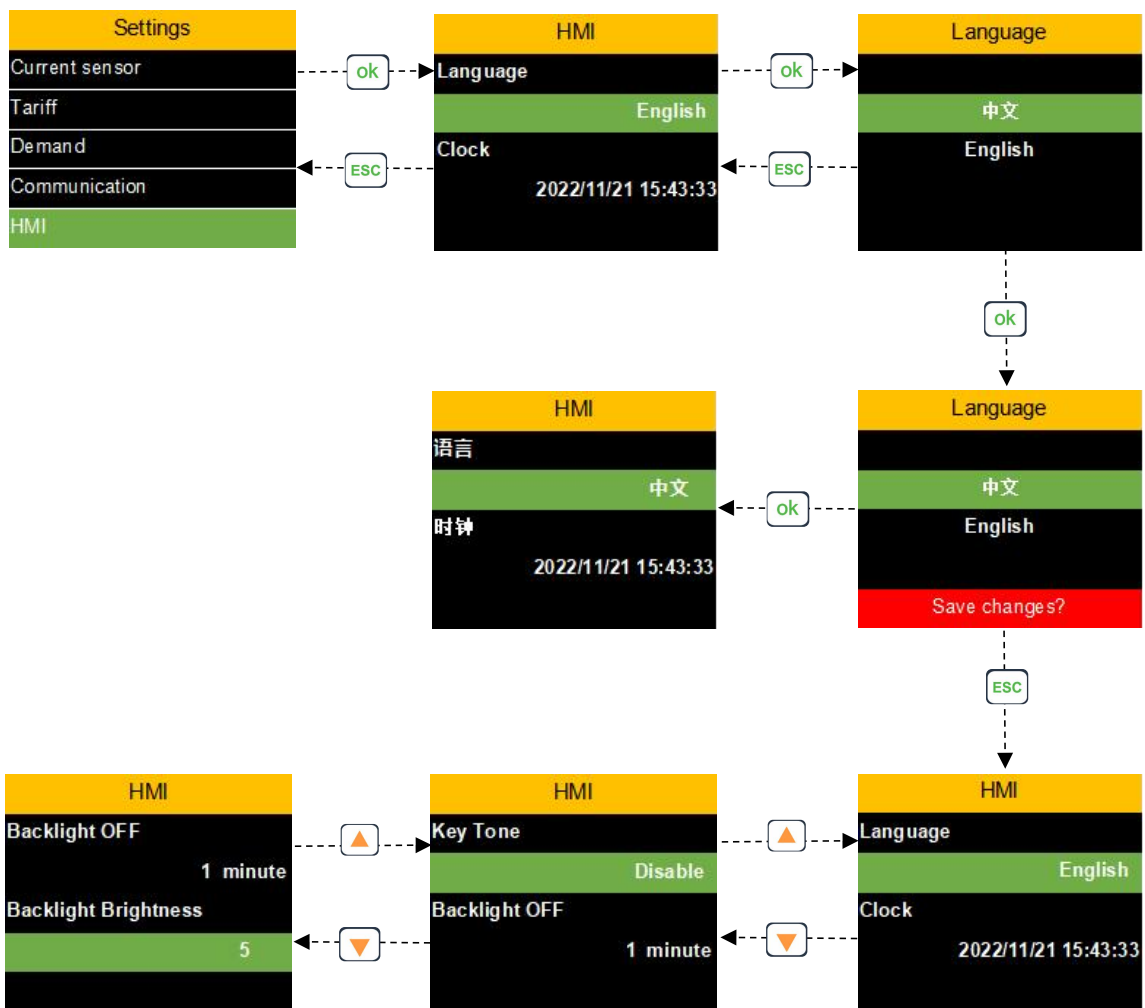 Settings
Current sensor
Tariff
Demand
Communication
HMI
ok
ESC
HMI
Language
English
Clock
2022/11/21 15:43:33
ok
ESC
Language
中文
English
ok
HMI
语言
中文
时钟
2022/11/21 15:43:33
ok
Language
中文
English
Save changes?
ESC
HMI
Backlight OFF
1 minute
Backlight Brightness
5
HMI
Key Tone
Disable
Backlight OFF
1 minute
HMI
Language
English
Clock
2022/11/21 15:43:33